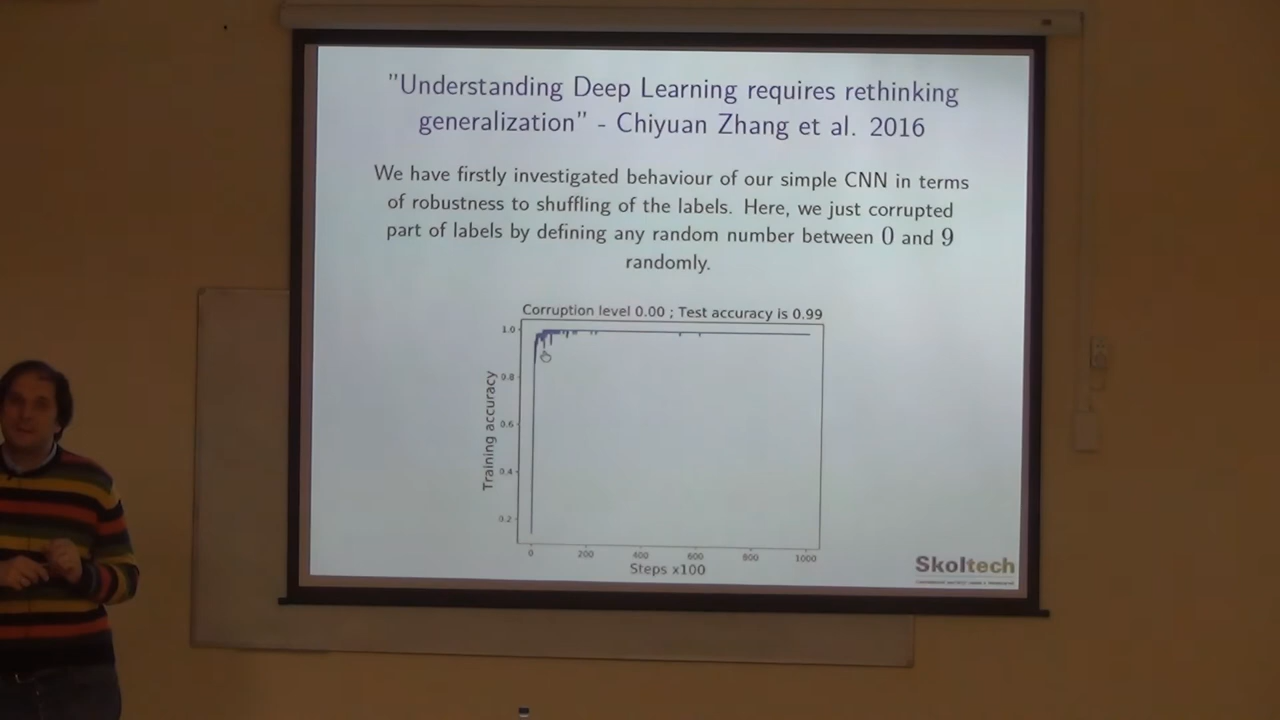 "Understanding Deep Learning requires rethinking
generalization" - Chiyuan Zhang et al. 2016
We have firstly investigated behaviour of our simple CNN in terms
of robustness to shuffling of the labels. Here, we just corrupted
part of labels by defining any random number between 0 and 9
randomly.
Corruption level 0.00 ; Test accuracy is 0.99
1.0
0.8
0.6
0.4
0.2
Training accuracy
0 200 400 600 800 1000
Steps x100
Skoltech